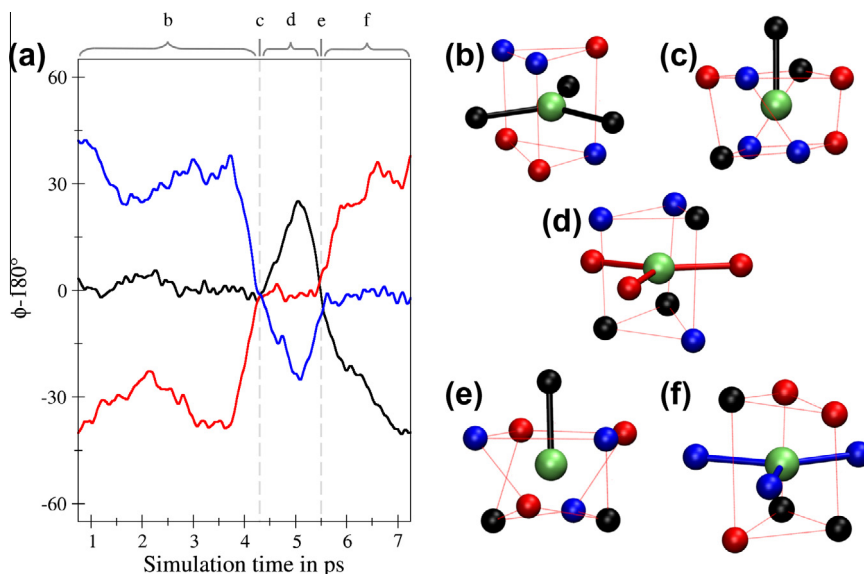 b c d e f
(a)
60
30
0
-30
-60
ϕ-180°
1 2 3 4 5 6 7
Simulation time in ps
(b)
(c)
(d)
(e)
(f)